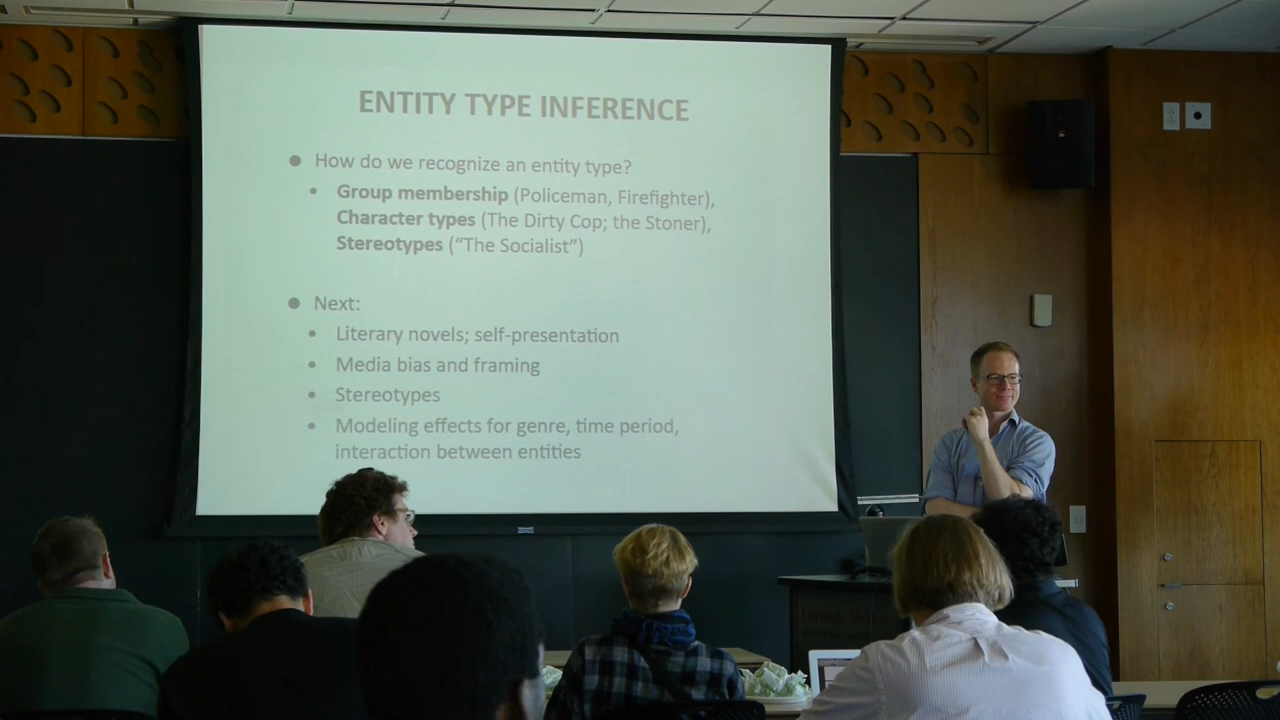 ENTITY TYPE INFERENCE
● How do we recognize an entity type?
• Group membership (Policeman, Firefighter),
Character types (The Dirty Cop; the Stoner),
Stereotypes (“The Socialist”)
● Next:
• Literary novels; self-presentation
• Media bias and framing
• Stereotypes
• Modeling effects for genre, time period,
interaction between entities